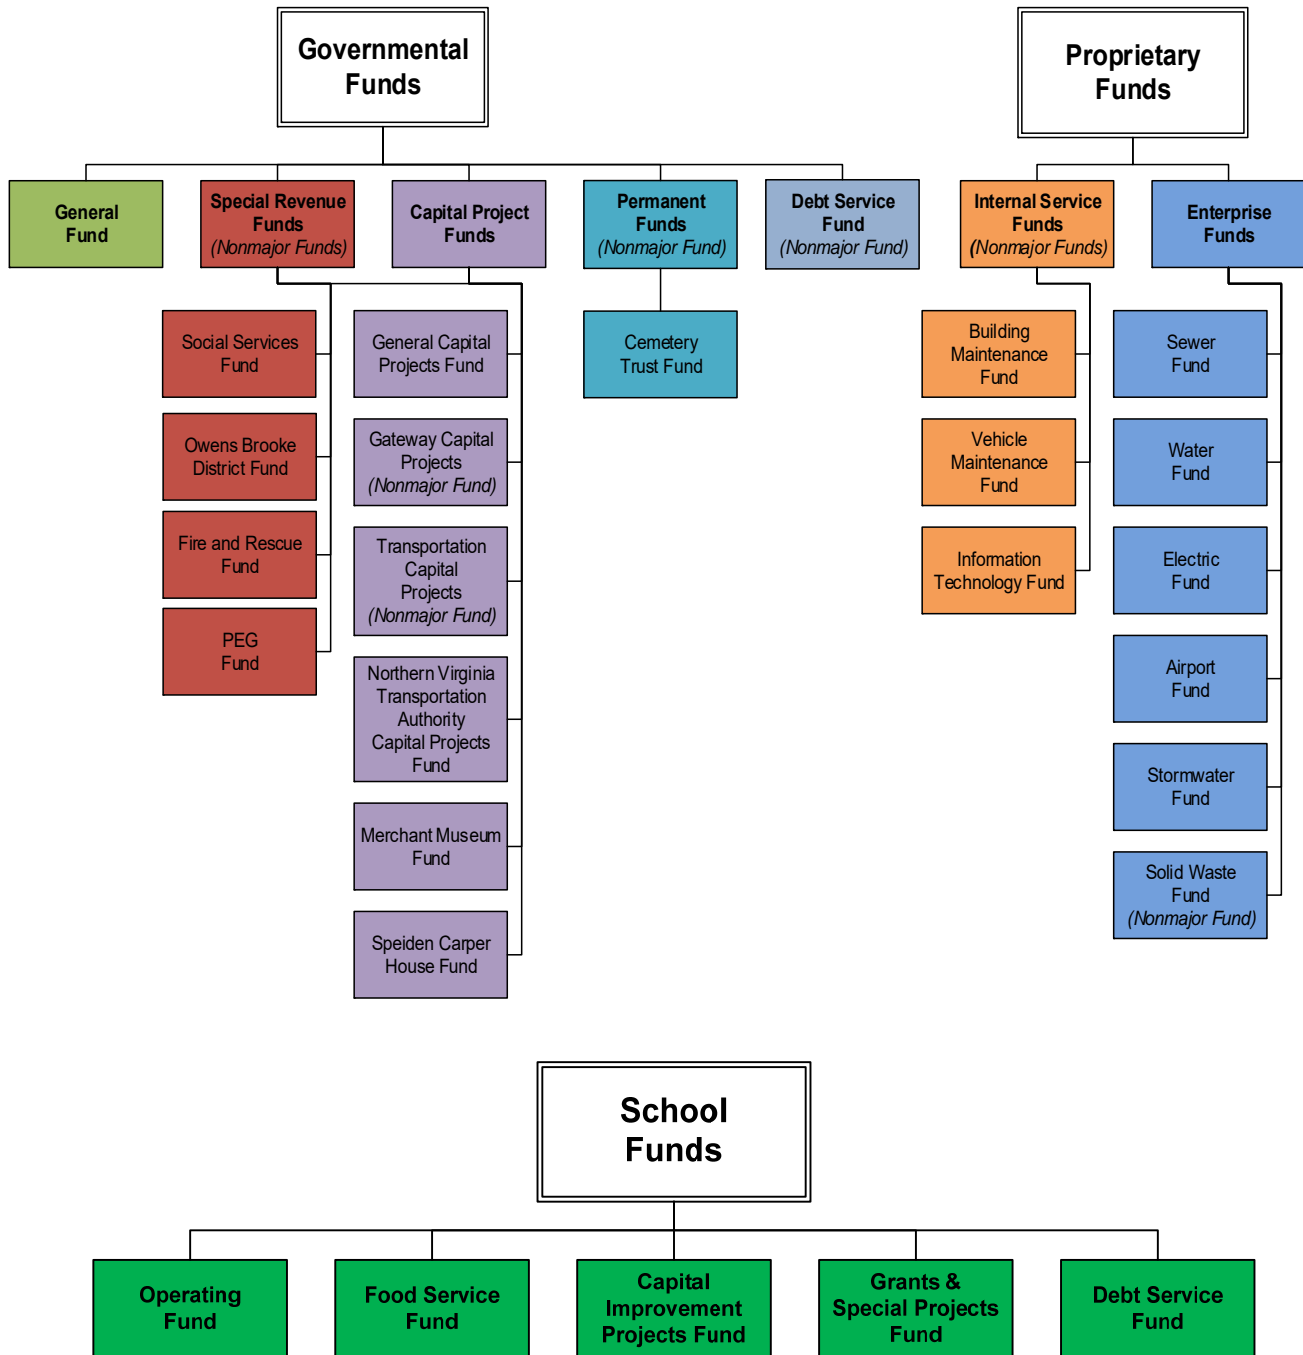 Governmental
Funds
Proprietary
Funds
General
Fund
Special Revenue
Funds
(Nonmajor Funds)
Capital Project
Funds
Permanent
Funds
(Nonmajor Fund)
Debt Service
Fund
(Nonmajor Fund)
Internal Service
Funds
(Nonmajor Funds)
Enterprise
Funds
Social Services
Fund
Owens Brooke
District Fund
Fire and Rescue
Fund
PEG
Fund
General Capital
Projects Fund
Gateway Capital
Projects
(Nonmajor Fund)
Transportation
Capital
Projects
(Nonmajor Fund)
Northern Virginia
Transportation
Authority
Capital Projects
Fund
Merchant Museum
Fund
Speiden Carper
House Fund
Cemetery
Trust Fund
Building
Maintenance
Fund
Vehicle
Maintenance
Fund
Information
Technology Fund
Sewer
Fund
Water
Fund
Electric
Fund
Airport
Fund
Stormwater
Fund
Solid Waste
Fund
(Nonmajor Fund)
School
Funds
Operating
Fund
Food Service
Fund
Capital
Improvement
Projects Fund
Grants &
Special Projects
Fund
Debt Service
Fund